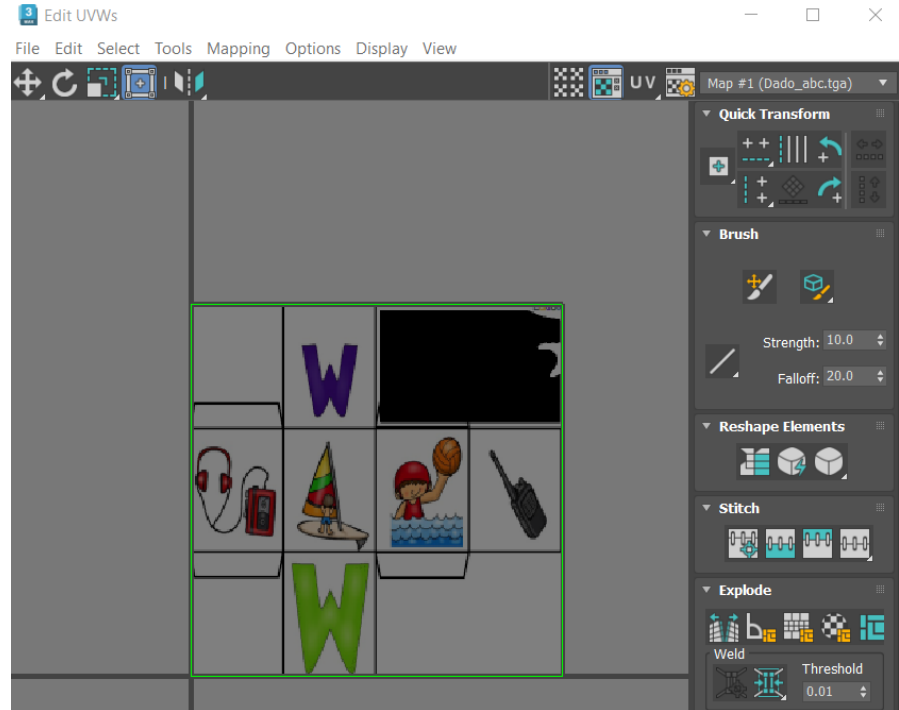 3 Edit UVWs
File Edit Select Tools Mapping Options Display View
UV Map #1 (Dado_abc.tga)
Quick Transform
Brush
Strength: 10.0
Falloff: 20.0
Reshape Elements
Stitch
Explode
Weld
Threshold
0.01
W
W